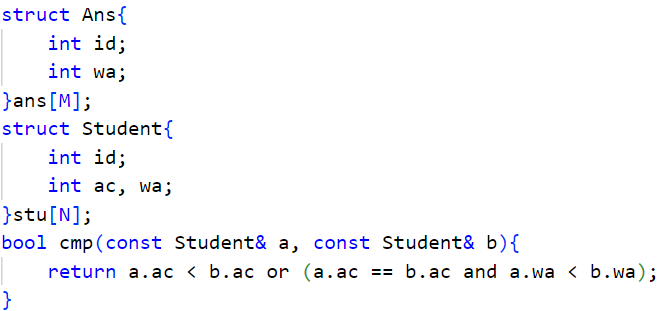 struct Ans{
    int id;
    int wa;
}ans[M];
struct Student{
    int id;
    int ac, wa;
}stu[N];
bool cmp(const Student& a, const Student& b){
    return a.ac < b.ac or (a.ac == b.ac and a.wa < b.wa);
}